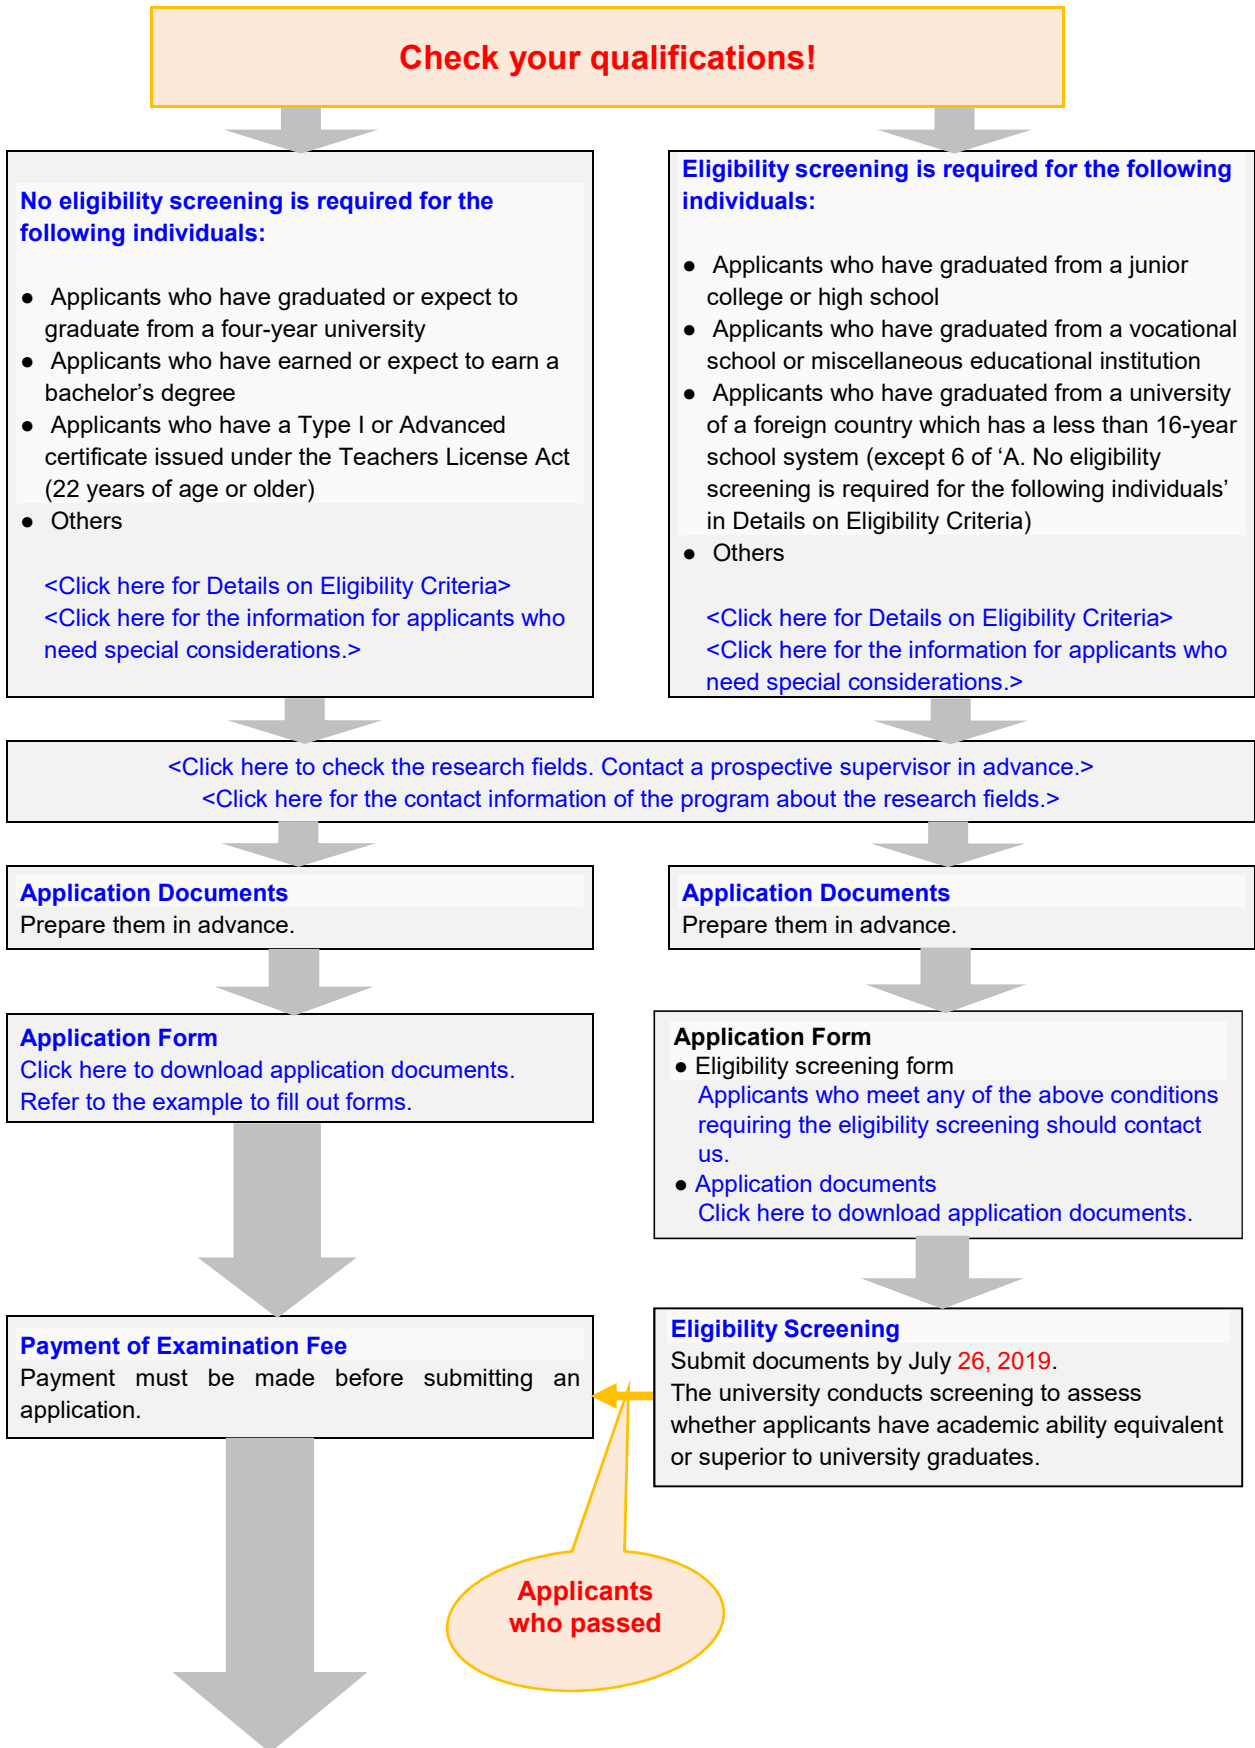 Check your qualifications!
No eligibility screening is required for the
following individuals:
● Applicants who have graduated or expect to
graduate from a four-year university
● Applicants who have earned or expect to earn a
bachelor’s degree
● Applicants who have a Type I or Advanced
certificate issued under the Teachers License Act
(22 years of age or older)
● Others
<Click here for Details on Eligibility Criteria>
<Click here for the information for applicants who
need special considerations.>
Eligibility screening is required for the following
individuals:
● Applicants who have graduated from a junior
college or high school
● Applicants who have graduated from a vocational
school or miscellaneous educational institution
● Applicants who have graduated from a university
of a foreign country which has a less than 16-year
school system (except 6 of ‘A. No eligibility
screening is required for the following individuals’
in Details on Eligibility Criteria)
● Others
<Click here for Details on Eligibility Criteria>
<Click here for the information for applicants who
need special considerations.>
<Click here to check the research fields. Contact a prospective supervisor in advance.>
<Click here for the contact information of the program about the research fields.>
Application Documents
Prepare them in advance.
Application Documents
Prepare them in advance.
Application Form
Click here to download application documents.
Refer to the example to fill out forms.
Application Form
● Eligibility screening form
Applicants who meet any of the above conditions
requiring the eligibility screening should contact
us.
● Application documents
Click here to download application documents.
Payment of Examination Fee
Payment must be made before submitting an
application.
Eligibility Screening
Submit documents by July 26, 2019.
The university conducts screening to assess
whether applicants have academic ability equivalent
or superior to university graduates.
Applicants
who passed